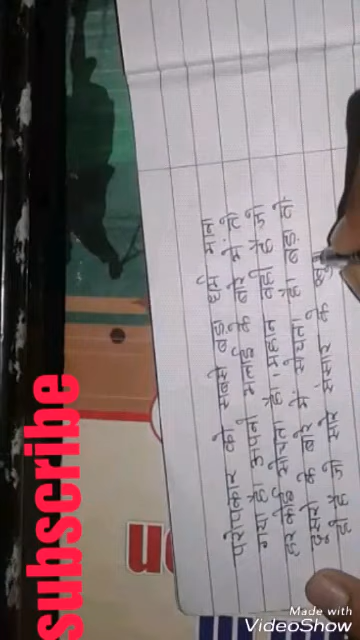 परोपकार को सबसे बड़ा धर्म माना
गया है। अपनी भलाई के बारे में तो
हर कोई सोचता है। महान वही है जो
दूसरो के बारे में सोचता हो बड़ा वो
ही है जो सारे संसार के
subscribe
on
Made with
VideoShow